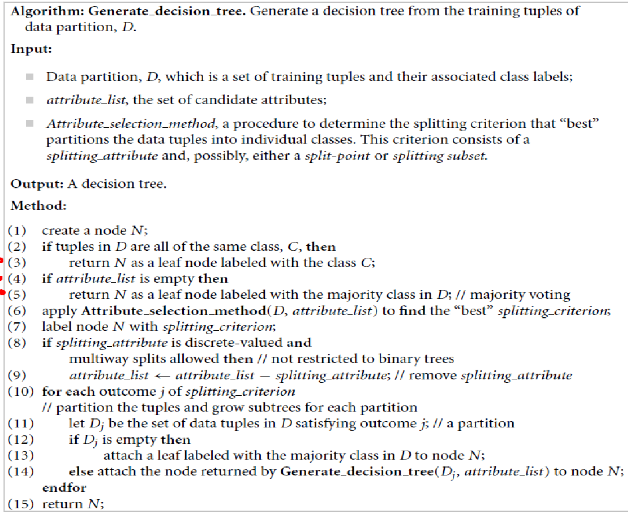 Algorithm: Generate_decision_tree. Generate a decision tree from the training tuples of
data partition, D.
Input:
Data partition, D, which is a set of training tuples and their associated class labels;
attribute_list, the set of candidate attributes;
Attribute_selection_method, a procedure to determine the splitting criterion that “best”
partitions the data tuples into individual classes. This criterion consists of a
splitting_attribute and, possibly, either a split-point or splitting subset.
Output: A decision tree.
Method:
(1) create a node N;
(2) if tuples in D are all of the same class, C, then
(3) return N as a leaf node labeled with the class C;
(4) if attribute_list is empty then
(5) return N as a leaf node labeled with the majority class in D; // majority voting
(6) apply Attribute_selection_method(D, attribute_list) to find the “best” splitting_criterion;
(7) label node N with splitting_criterion;
(8) if splitting_attribute is discrete-valued and
multiway splits allowed then // not restricted to binary trees
(9) attribute_list ← attribute_list − splitting_attribute; // remove splitting_attribute
(10) for each outcome j of splitting_criterion
// partition the tuples and grow subtrees for each partition
(11) let Dj be the set of data tuples in D satisfying outcome j; // a partition
(12) if Dj is empty then
(13) attach a leaf labeled with the majority class in D to node N;
(14) else attach the node returned by Generate_decision_tree(Dj, attribute_list) to node N;
endfor
(15) return N;